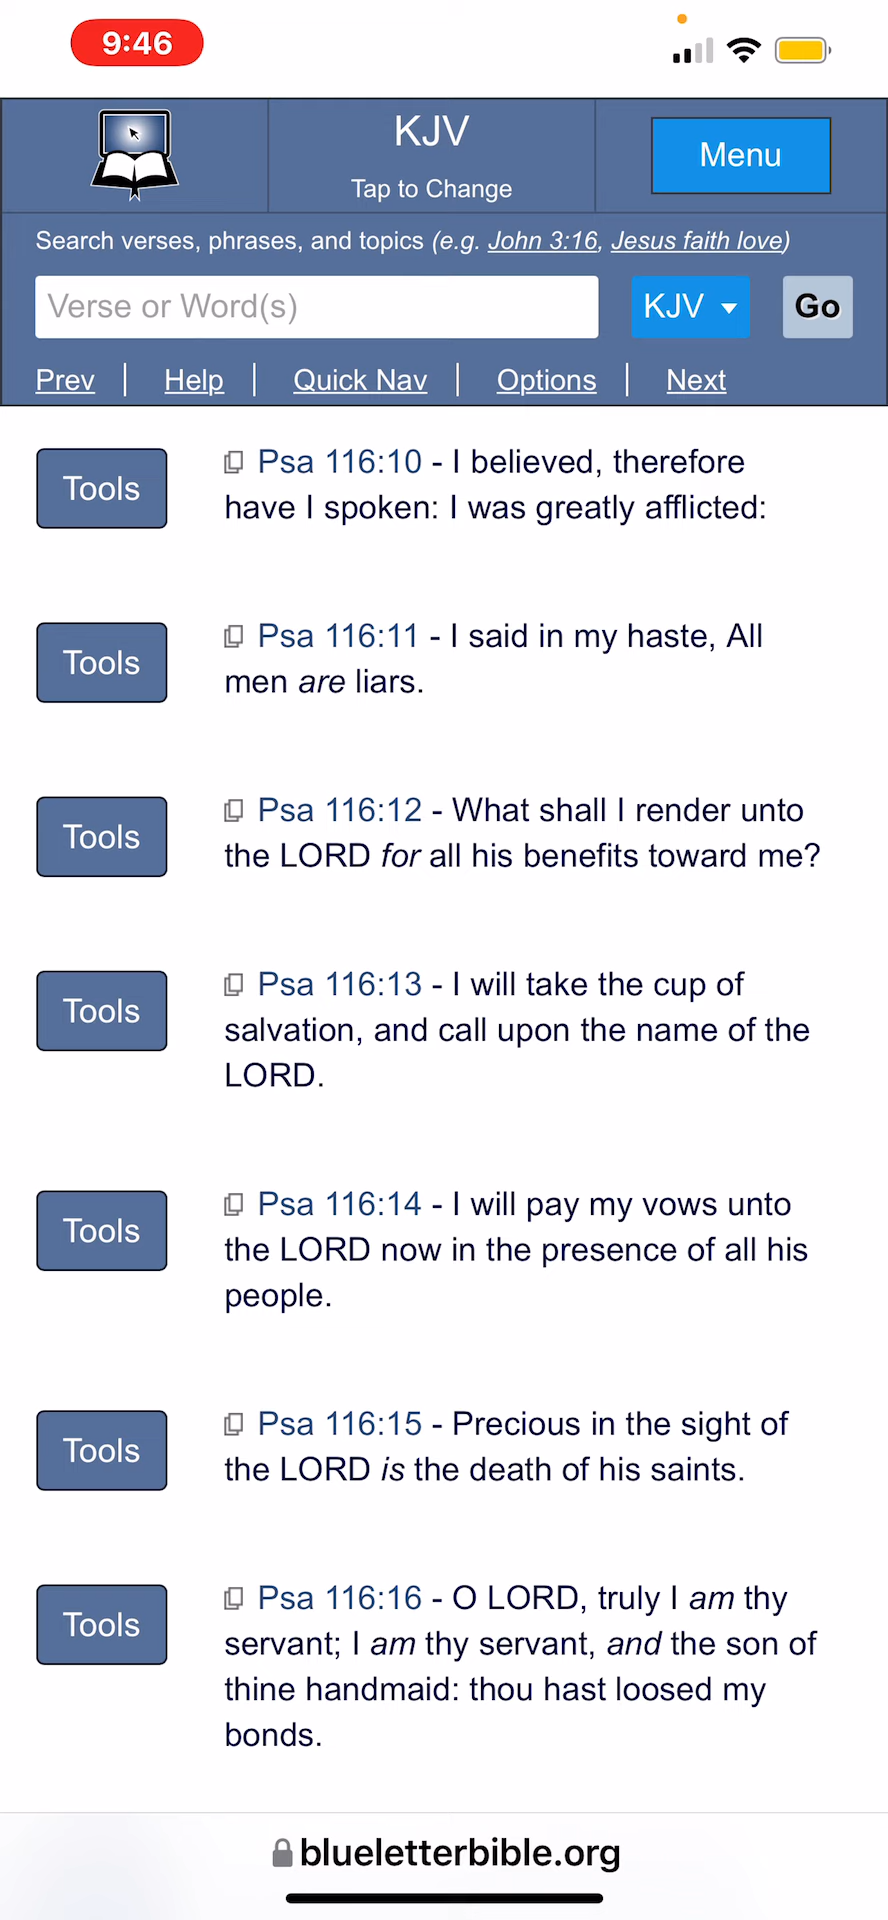 9:46
KJV
Tap to Change
Menu
Search verses, phrases, and topics (e.g. John 3:16, Jesus faith love)
Verse or Word(s)
KJV
Go
Prev | Help | Quick Nav | Options | Next
Tools
Psa 116:10 - I believed, therefore
have I spoken: I was greatly afflicted:
Tools
Psa 116:11 - I said in my haste, All
men are liars.
Tools
Psa 116:12 - What shall I render unto
the LORD for all his benefits toward me?
Tools
Psa 116:13 - I will take the cup of
salvation, and call upon the name of the
LORD.
Tools
Psa 116:14 - I will pay my vows unto
the LORD now in the presence of all his
people.
Tools
Psa 116:15 - Precious in the sight of
the LORD is the death of his saints.
Tools
Psa 116:16 - O LORD, truly I am thy
servant; I am thy servant, and the son of
thine handmaid: thou hast loosed my
bonds.
blueletterbible.org